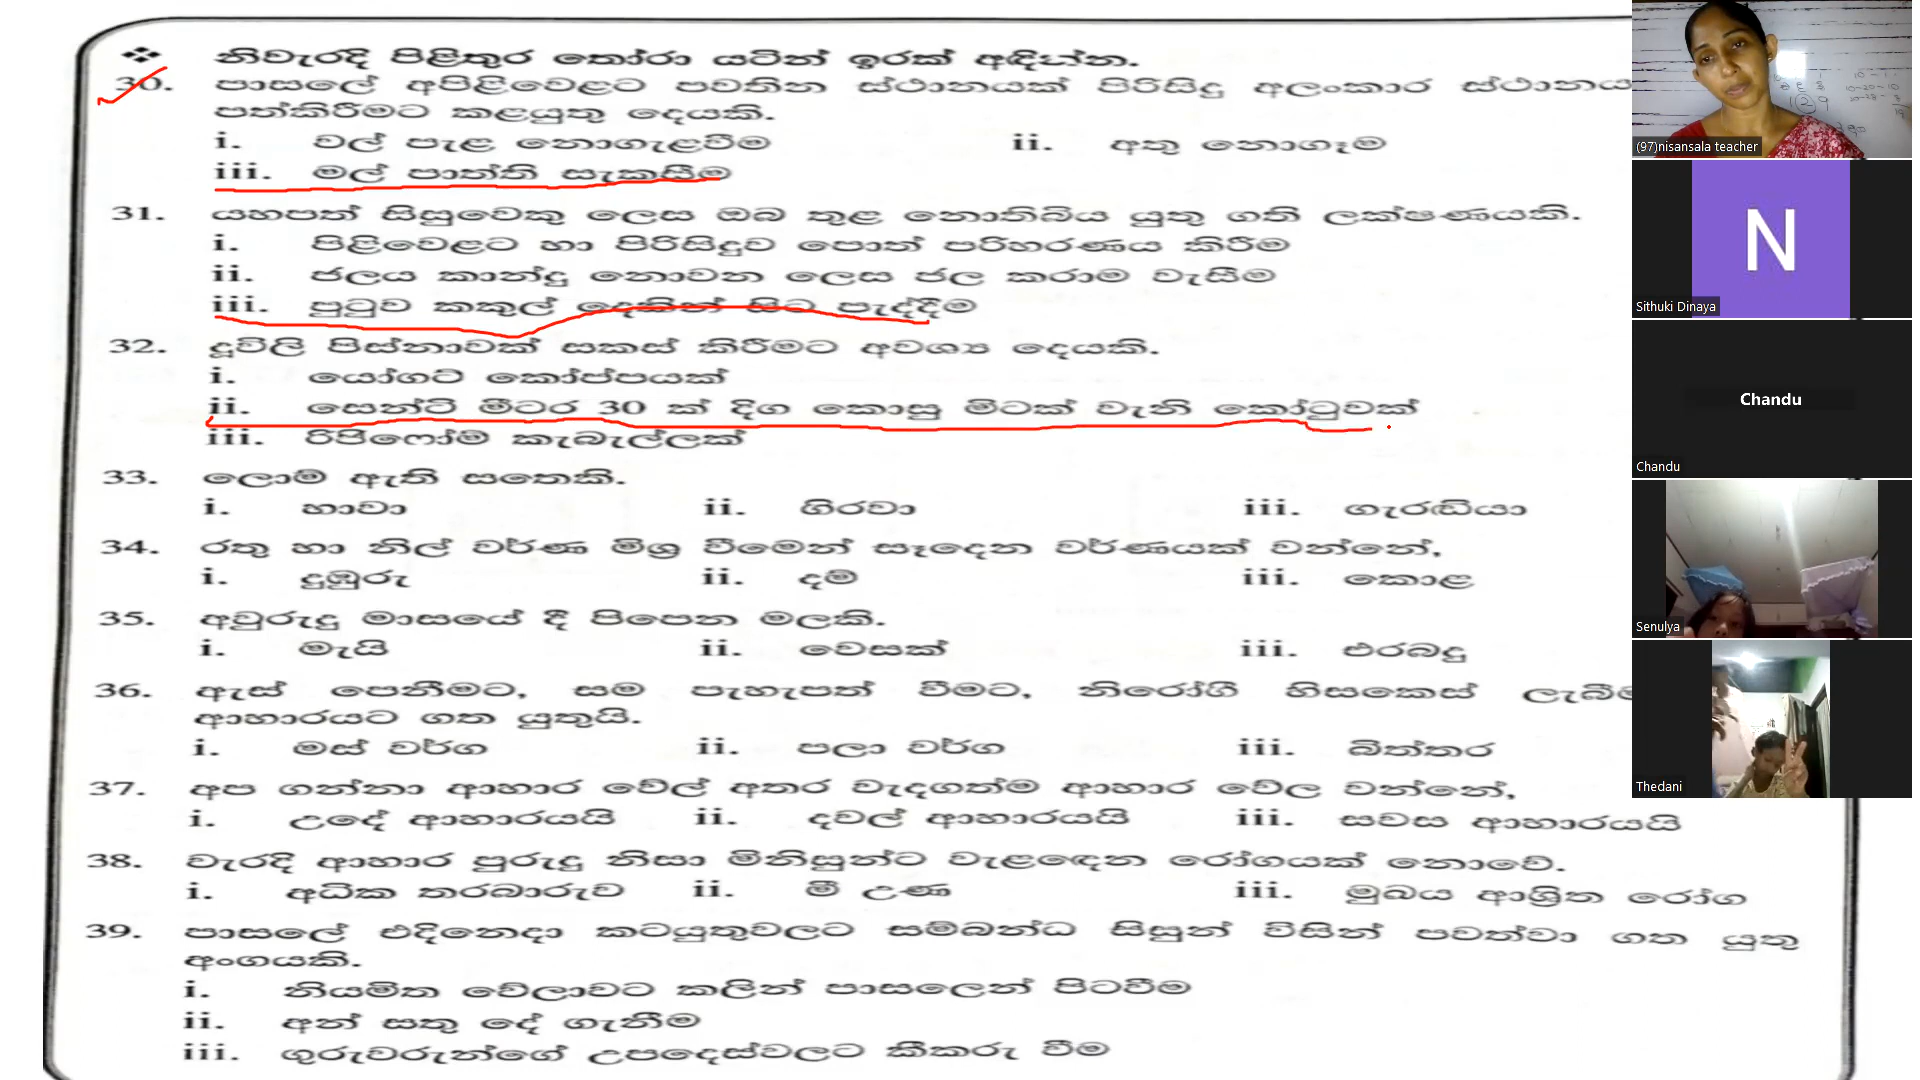 ❖ නිවැරදි පිළිතුර තෝරා යටින් ඉරක් අඳින්න.
30. පාසලේ අපිළිවෙළට පවතින ස්ථානයක් පිරිසිදු අලංකාර ස්ථානය
පත්කිරීමට කළයුතු දෙයකි.
i. වල් පැළ නොගැළවීම ii. අතු නොගෑම
iii. මල් පාත්ති සැකසීම
31. යහපත් සිසුවෙකු ලෙස ඔබ තුළ නොතිබිය යුතු ගති ලක්ෂණයකි.
i. පිළිවෙළට හා පිරිසිදුව පොත් පරිහරණය කිරීම
ii. ජලය කාන්දු නොවන ලෙස ජල කරාම වැසීම
iii. පුටුව කකුල් දෙකින් සිට පැද්දීම
32. දූවිලි පිස්නාවක් සකස් කිරීමට අවශ්‍ය දෙයකි.
i. යෝගට් කෝප්පයක්
ii. සෙන්ටි මීටර 30 ක් දිග කොසු මිටක් වැනි කෝටුවක්
iii. රිජිෆෝම් කැබැල්ලක්
33. ලොම් ඇති සතෙකි.
i. හාවා ii. ගිරවා iii. ගැරඬියා
34. රතු හා නිල් වර්ණ මිශ්‍ර වීමෙන් සෑදෙන වර්ණයක් වන්නේ,
i. දුඹුරු ii. දම් iii. කොළ
35. අවුරුදු මාසයේ දී පිපෙන මලකි.
i. මැයි ii. වෙසක් iii. එරබදු
36. ඇස් පෙනීමට, සම පැහැපත් වීමට, නිරෝගී හිසකෙස් ලැබීම
ආහාරයට ගත යුතුයි.
i. මස් වර්ග ii. පලා වර්ග iii. බිත්තර
37. අප ගන්නා ආහාර වේල් අතර වැදගත්ම ආහාර වේල වන්නේ,
i. උදේ ආහාරයයි ii. දවල් ආහාරයයි iii. සවස ආහාරයයි
38. වැරදි ආහාර පුරුදු නිසා මිනිසුන්ට වැළඳෙන රෝගයක් නොවේ.
i. අධික තරබාරුව ii. මී උණ iii. මුඛය ආශ්‍රිත රෝග
39. පාසලේ එදිනෙදා කටයුතුවලට සම්බන්ධ සිසුන් විසින් පවත්වා ගත යුතු
අංගයකි.
i. නියමිත වේලාවට කලින් පාසලෙන් පිටවීම
ii. අන් සතු දේ ගැනීම
iii. ගුරුවරුන්ගේ උපදෙස්වලට කීකරු වීම
(97)nisansala teacher
N
Sithuki Dinaya
Chandu
Chandu
Senulya
Thedani